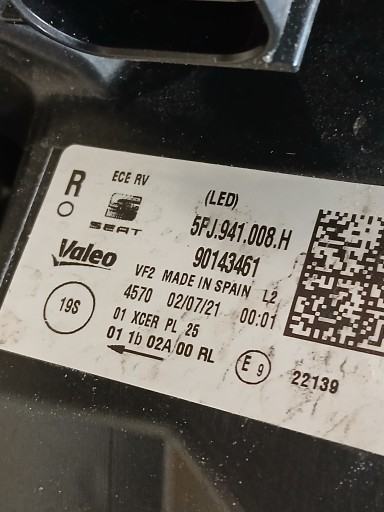 R
ECE RV
(LED)
SEAT
5FJ.941.008.H
Valeo
90143461
VF2 MADE IN SPAIN L2
4570 02/07/21 00:01
19S
01 XCER PL 25
01 1b 02A 00 RL
E 9
22139